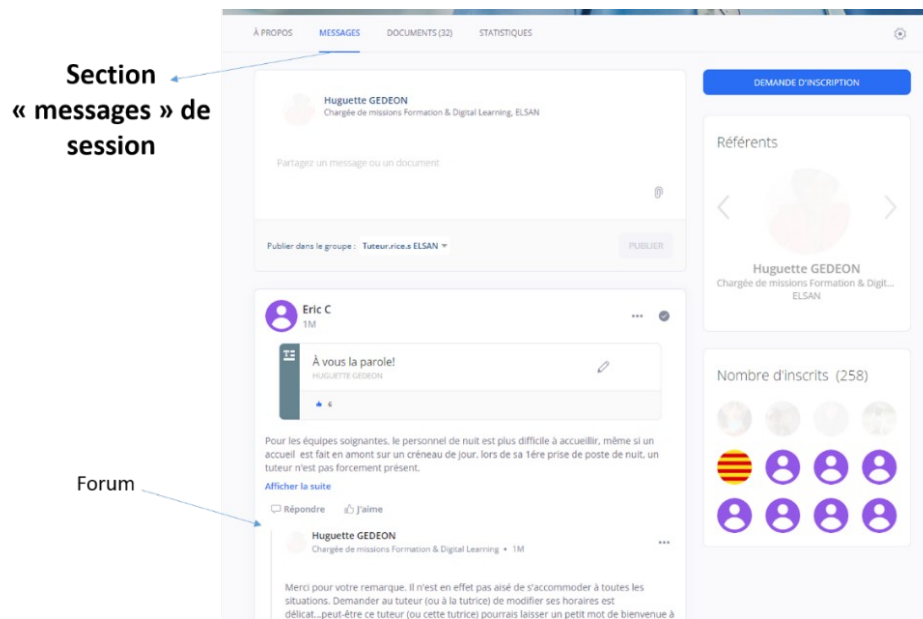 À PROPOS MESSAGES DOCUMENTS (32) STATISTIQUES
Section
« messages » de
session
Huguette GEDEON
Chargée de missions Formation & Digital Learning, ELSAN
Partagez un message ou un document
Publier dans le groupe : Tuteur.rice.s ELSAN
PUBLIER
DEMANDE D'INSCRIPTION
Référents
Huguette GEDEON
Chargée de missions Formation & Digit...
ELSAN
Eric C
1M
À vous la parole!
HUGUETTE GEDEON
6
Pour les équipes soignantes, le personnel de nuit est plus difficile à accueillir, même si un
accueil est fait en amont sur un créneau de jour. lors de sa 1ére prise de poste de nuit, un
tuteur n'est pas forcement présent.
Afficher la suite
Répondre J'aime
Nombre d'inscrits (258)
Forum
Huguette GEDEON
Chargée de missions Formation & Digital Learning • 1M
Merci pour votre remarque. Il n'est en effet pas aisé de s'accommoder à toutes les
situations. Demander au tuteur (ou à la tutrice) de modifier ses horaires est
délicat...peut-être ce tuteur (ou cette tutrice) pourrais laisser un petit mot de bienvenue à